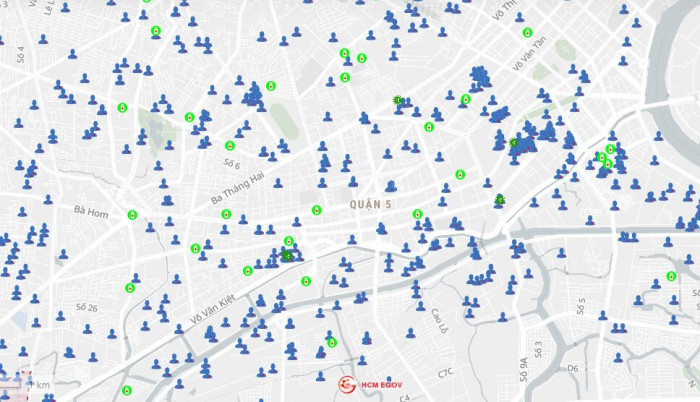 Võ Thị
Lê L
Số 4
Võ Văn Tần
Số 6
Ba Tháng Hai
Bà Hom
QUẬN 5
Võ Văn Kiệt
Số 26
Cao Lỗ
Số 5
Số 3
Số 9A
D6
C7C
C4
km
HCM EGOV